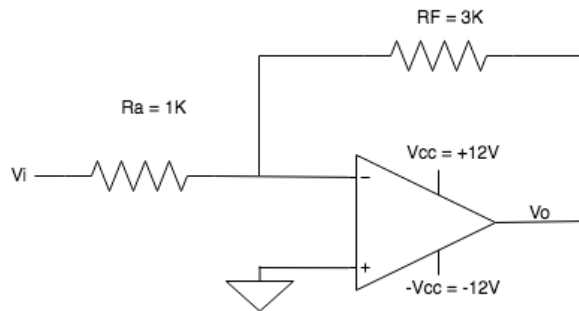 RF = 3K
Ra = 1K
Vi
Vcc = +12V
−
Vo
+
-Vcc = -12V